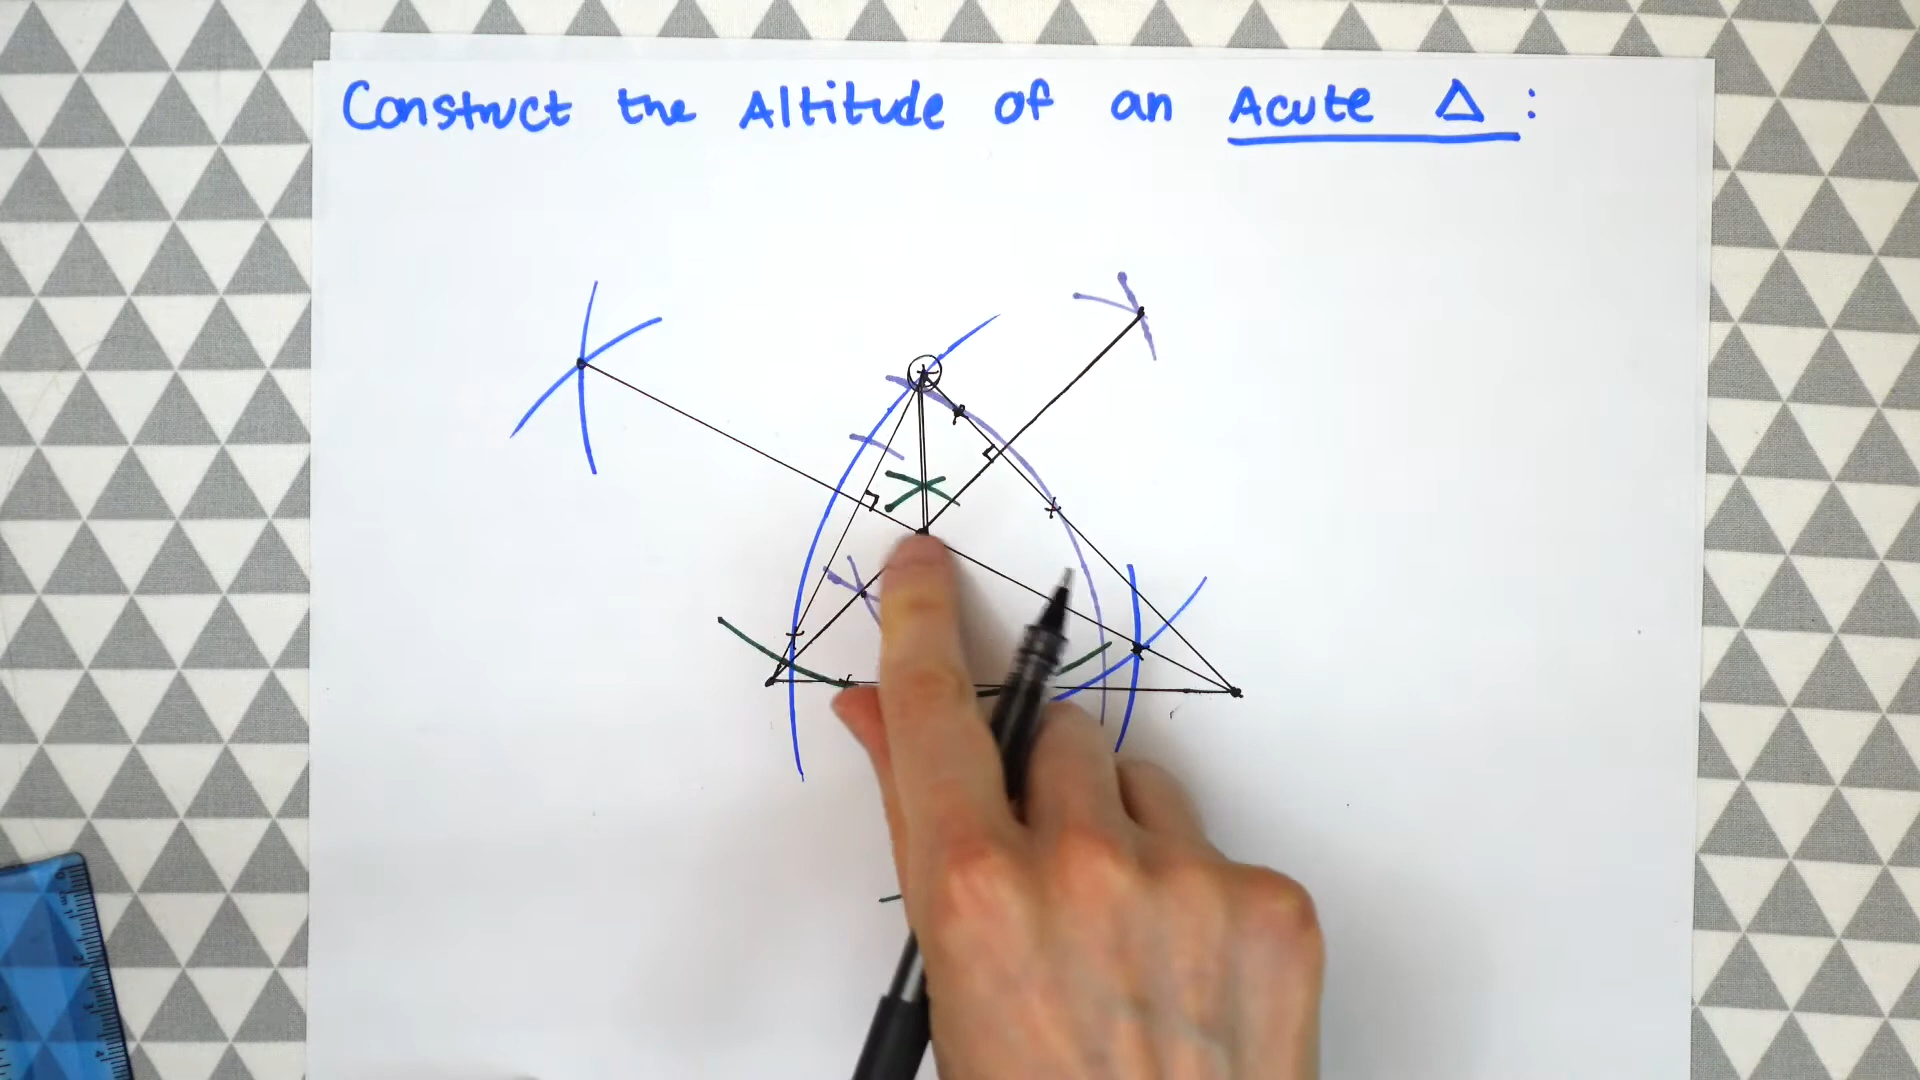 Construct the Altitude of an Acute Δ :